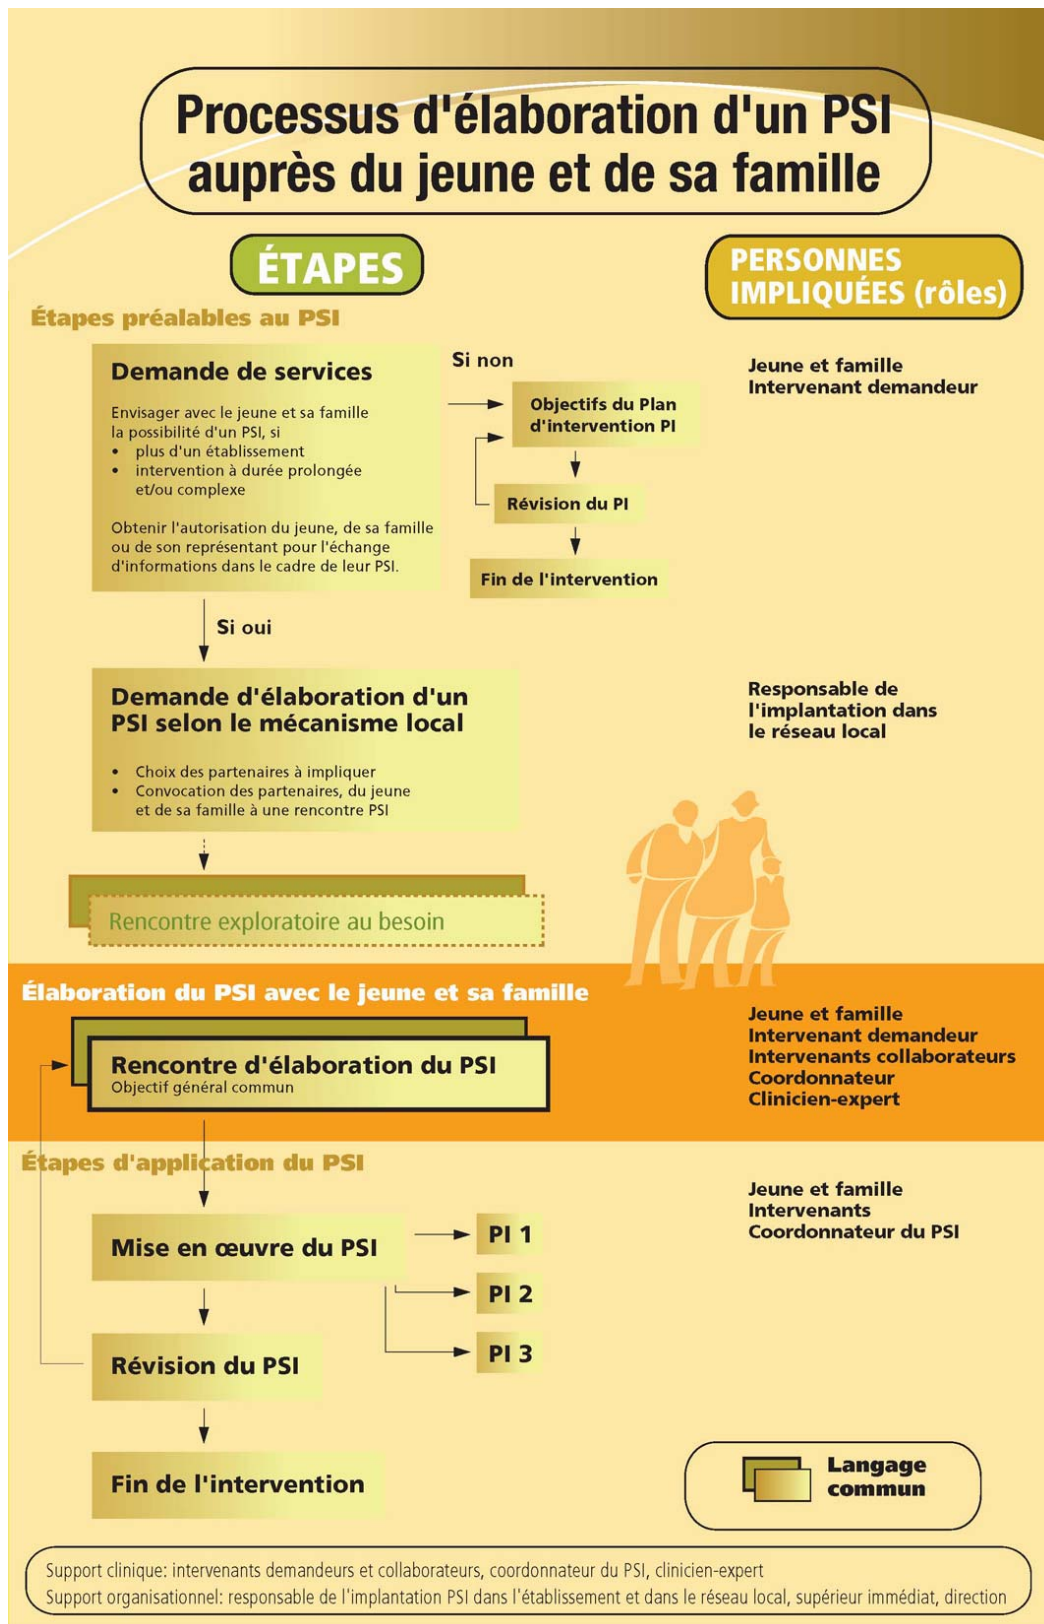 Processus d'élaboration d'un PSI
auprès du jeune et de sa famille
ÉTAPES
PERSONNES
IMPLIQUÉES (rôles)
Étapes préalables au PSI
Demande de services
Envisager avec le jeune et sa famille
la possibilité d'un PSI, si
• plus d'un établissement
• intervention à durée prolongée
et/ou complexe
Obtenir l'autorisation du jeune, de sa famille
ou de son représentant pour l'échange
d'informations dans le cadre de leur PSI.
Si non
Objectifs du Plan
d'intervention PI
Révision du PI
Fin de l'intervention
Jeune et famille
Intervenant demandeur
Si oui
Demande d'élaboration d'un
PSI selon le mécanisme local
• Choix des partenaires à impliquer
• Convocation des partenaires, du jeune
et de sa famille à une rencontre PSI
Responsable de
l'implantation dans
le réseau local
Rencontre exploratoire au besoin
Élaboration du PSI avec le jeune et sa famille
Rencontre d'élaboration du PSI
Objectif général commun
Jeune et famille
Intervenant demandeur
Intervenants collaborateurs
Coordonnateur
Clinicien-expert
Étapes d'application du PSI
Jeune et famille
Intervenants
Coordonnateur du PSI
Mise en œuvre du PSI
PI 1
PI 2
PI 3
Révision du PSI
Fin de l'intervention
Langage
commun
Support clinique: intervenants demandeurs et collaborateurs, coordonnateur du PSI, clinicien-expert
Support organisationnel: responsable de l'implantation PSI dans l'établissement et dans le réseau local, supérieur immédiat, direction